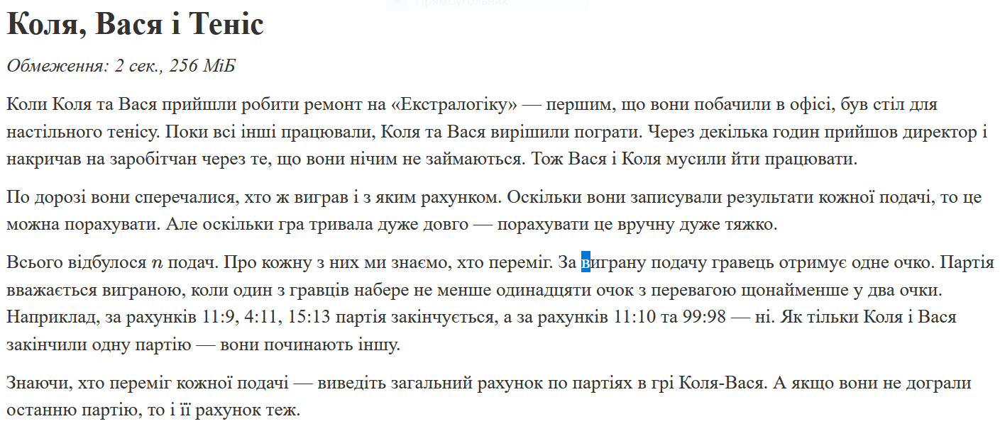 Прямокутник
Коля, Вася і Теніс
Обмеження: 2 сек., 256 МіБ
Коли Коля та Вася прийшли робити ремонт на «Екстралогіку» — першим, що вони побачили в офісі, був стіл для
настільного тенісу. Поки всі інші працювали, Коля та Вася вирішили пограти. Через декілька годин прийшов директор і
накричав на заробітчан через те, що вони нічим не займаються. Тож Вася і Коля мусили йти працювати.
По дорозі вони сперечалися, хто ж виграв і з яким рахунком. Оскільки вони записували результати кожної подачі, то це
можна порахувати. Але оскільки гра тривала дуже довго — порахувати це вручну дуже тяжко.
Всього відбулося n подач. Про кожну з них ми знаємо, хто переміг. За виграну подачу гравець отримує одне очко. Партія
вважається виграною, коли один з гравців набере не менше одинадцяти очок з перевагою щонайменше у два очки.
Наприклад, за рахунків 11:9, 4:11, 15:13 партія закінчується, а за рахунків 11:10 та 99:98 — ні. Як тільки Коля і Вася
закінчили одну партію — вони починають іншу.
Знаючи, хто переміг кожної подачі — виведіть загальний рахунок по партіях в грі Коля-Вася. А якщо вони не дограли
останню партію, то і її рахунок теж.